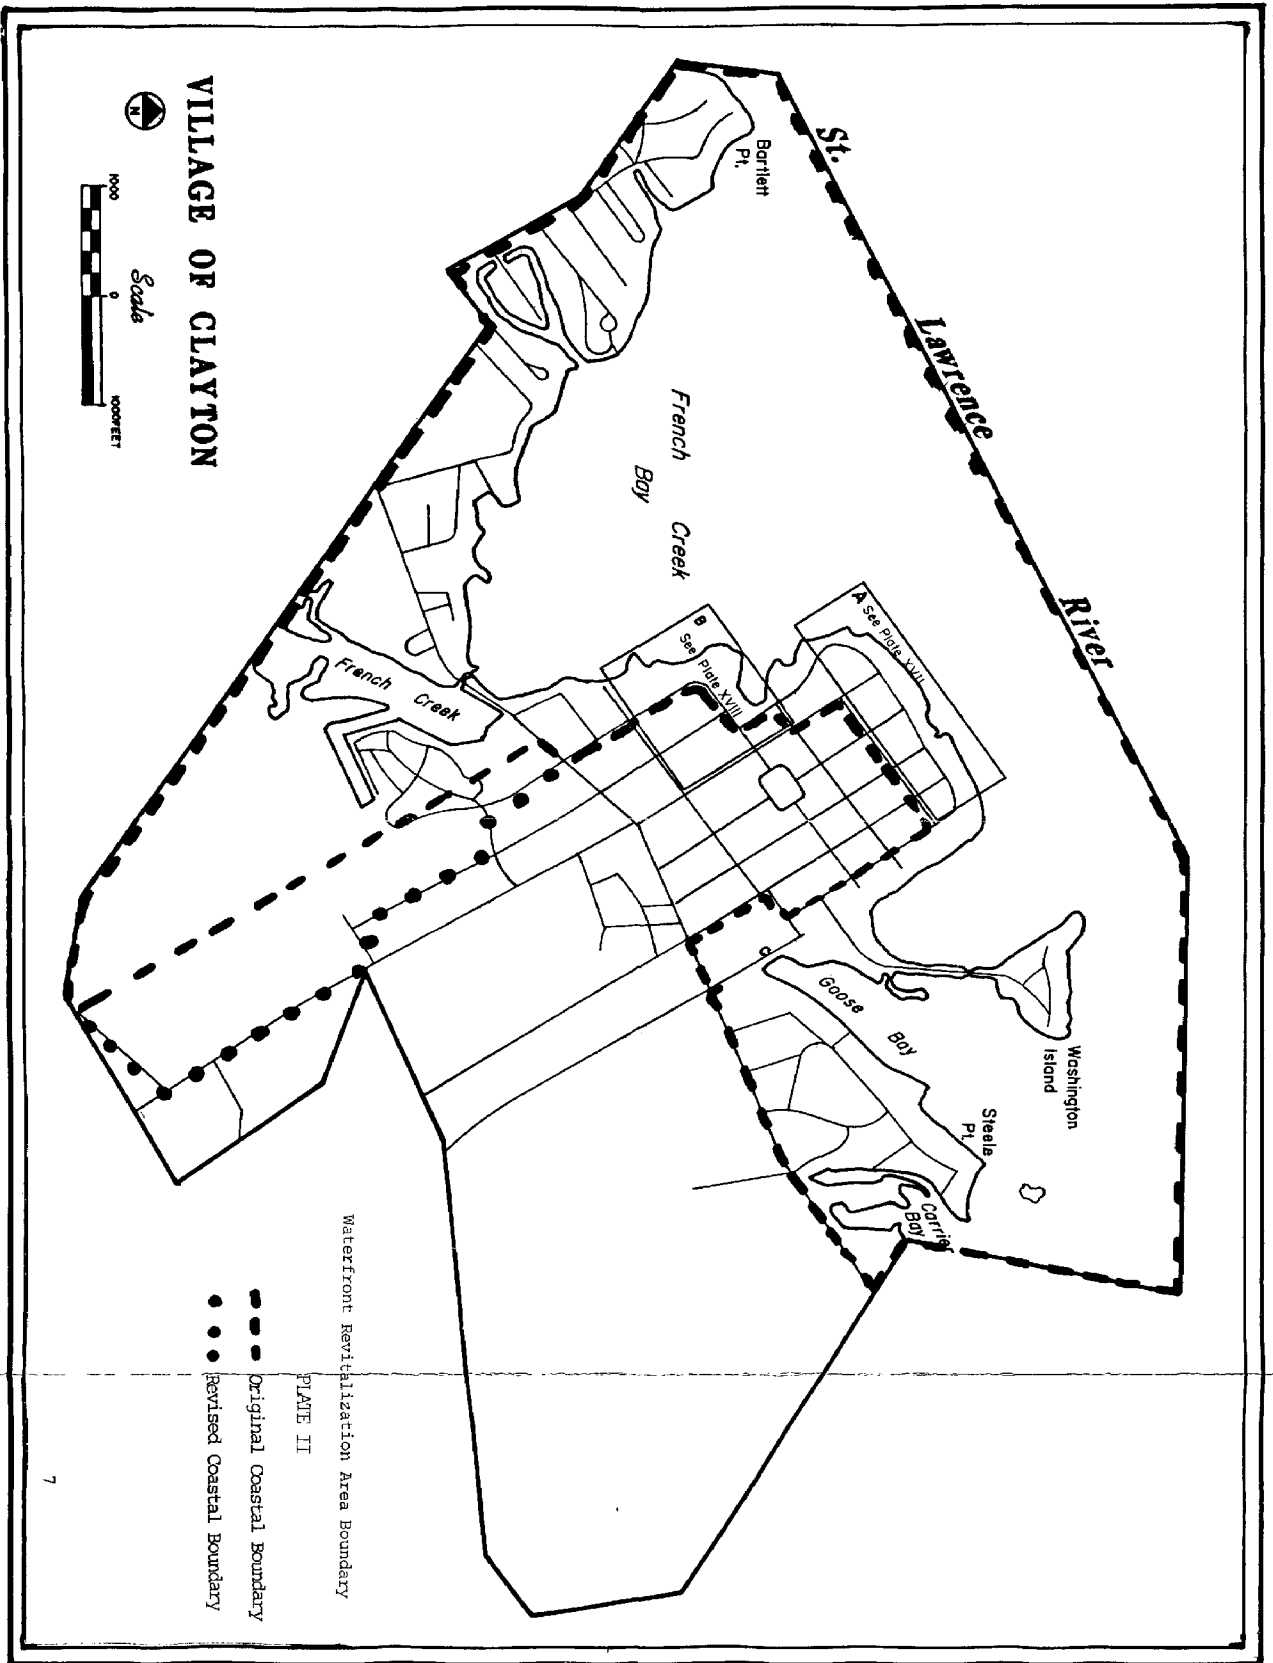 St. Lawrence River
Bartlett
Pt.
French Creek
Bay
A See Plate XVII
B
See Plate XVIII
French Creek
C
Goose Bay
Washington
Island
Steele
Pt.
Carrier
Bay
VILLAGE OF CLAYTON
N
Scale
1000 0 1000FEET
Waterfront Revitalization Area Boundary
PLATE II
Original Coastal Boundary
Revised Coastal Boundary
7